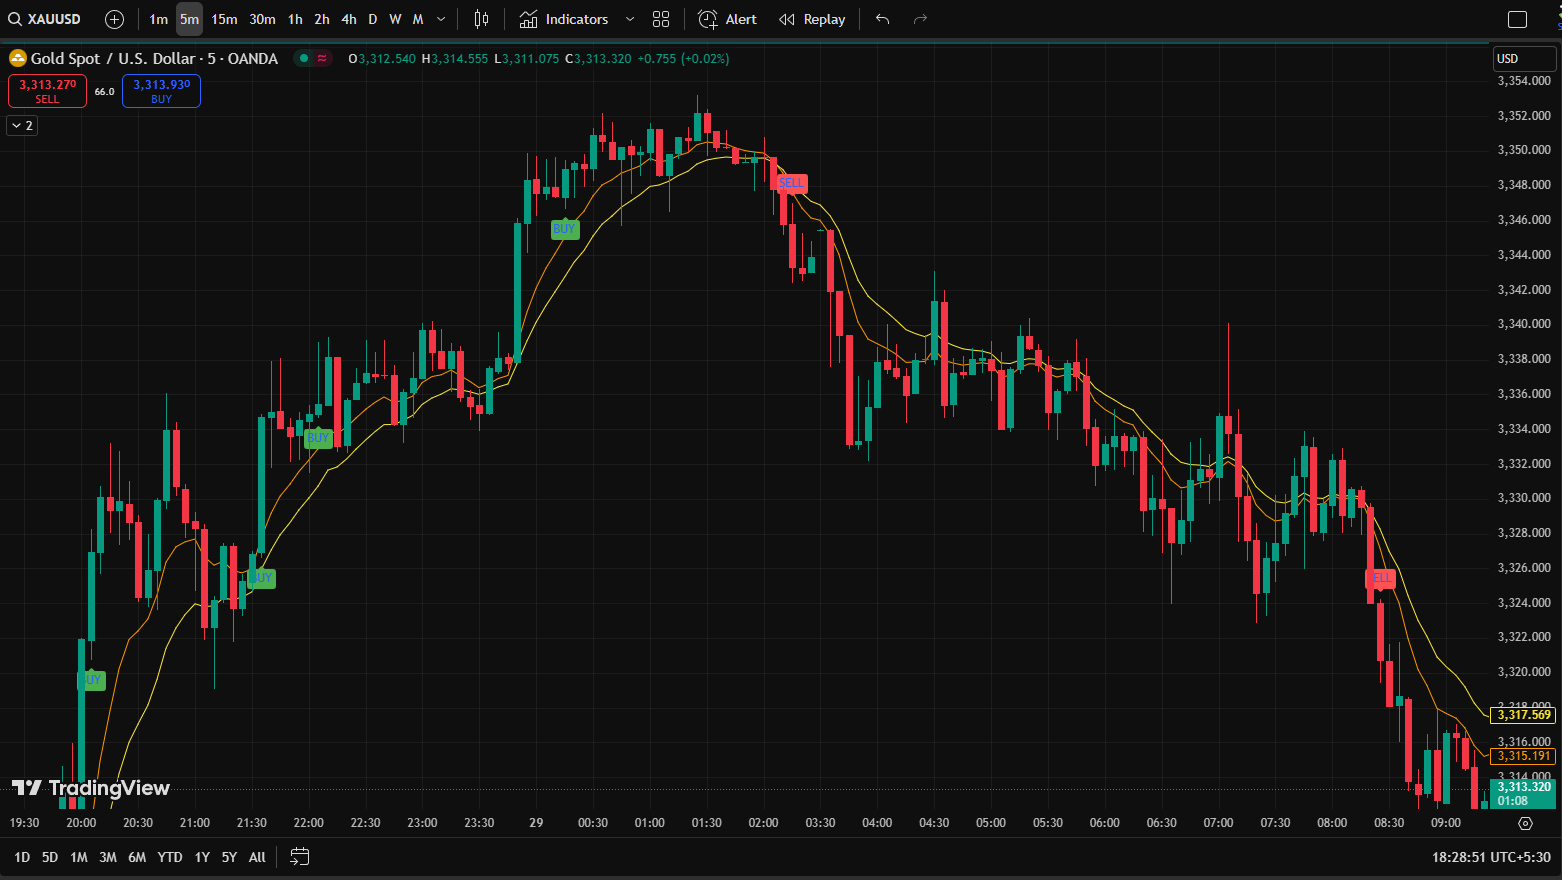 XAUUSD 1m 5m 15m 30m 1h 2h 4h D W M Indicators Alert Replay
Gold Spot / U.S. Dollar · 5 · OANDA O3,312.540 H3,314.555 L3,311.075 C3,313.320 +0.755 (+0.02%)
USD
3,313.270 SELL
66.0
3,313.930 BUY
2
3,354.000
3,352.000
3,350.000
3,348.000
3,346.000
3,344.000
3,342.000
3,340.000
3,338.000
3,336.000
3,334.000
3,332.000
3,330.000
3,328.000
3,326.000
3,324.000
3,322.000
3,320.000
3,318.000
3,317.569
3,316.000
3,315.191
3,314.000
3,313.320
01:08
SELL
BUY
BUY
BUY
ELL
UY
TradingView
19:30 20:00 20:30 21:00 21:30 22:00 22:30 23:00 23:30 29 00:30 01:00 01:30 02:00 03:30 04:00 04:30 05:00 05:30 06:00 06:30 07:00 07:30 08:00 08:30 09:00
1D 5D 1M 3M 6M YTD 1Y 5Y All
18:28:51 UTC+5:30